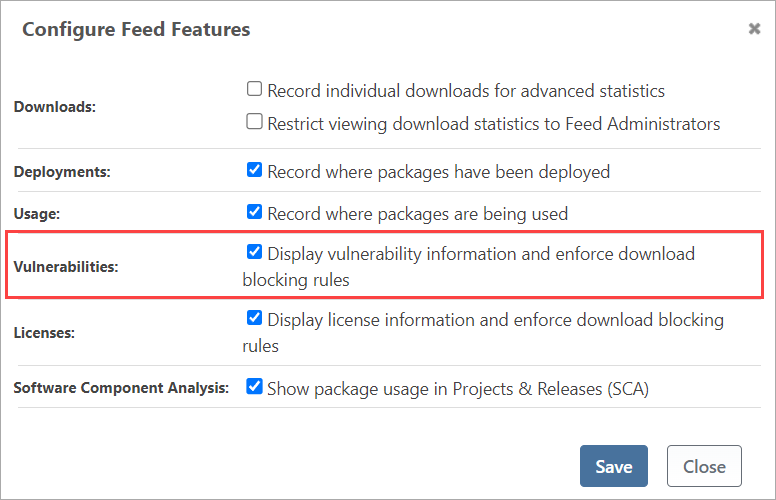 Configure Feed Features
Downloads:
Record individual downloads for advanced statistics
Restrict viewing download statistics to Feed Administrators
Deployments:
Record where packages have been deployed
Usage:
Record where packages are being used
Vulnerabilities:
Display vulnerability information and enforce download
blocking rules
Licenses:
Display license information and enforce download blocking
rules
Software Component Analysis:
Show package usage in Projects & Releases (SCA)
Save
Close